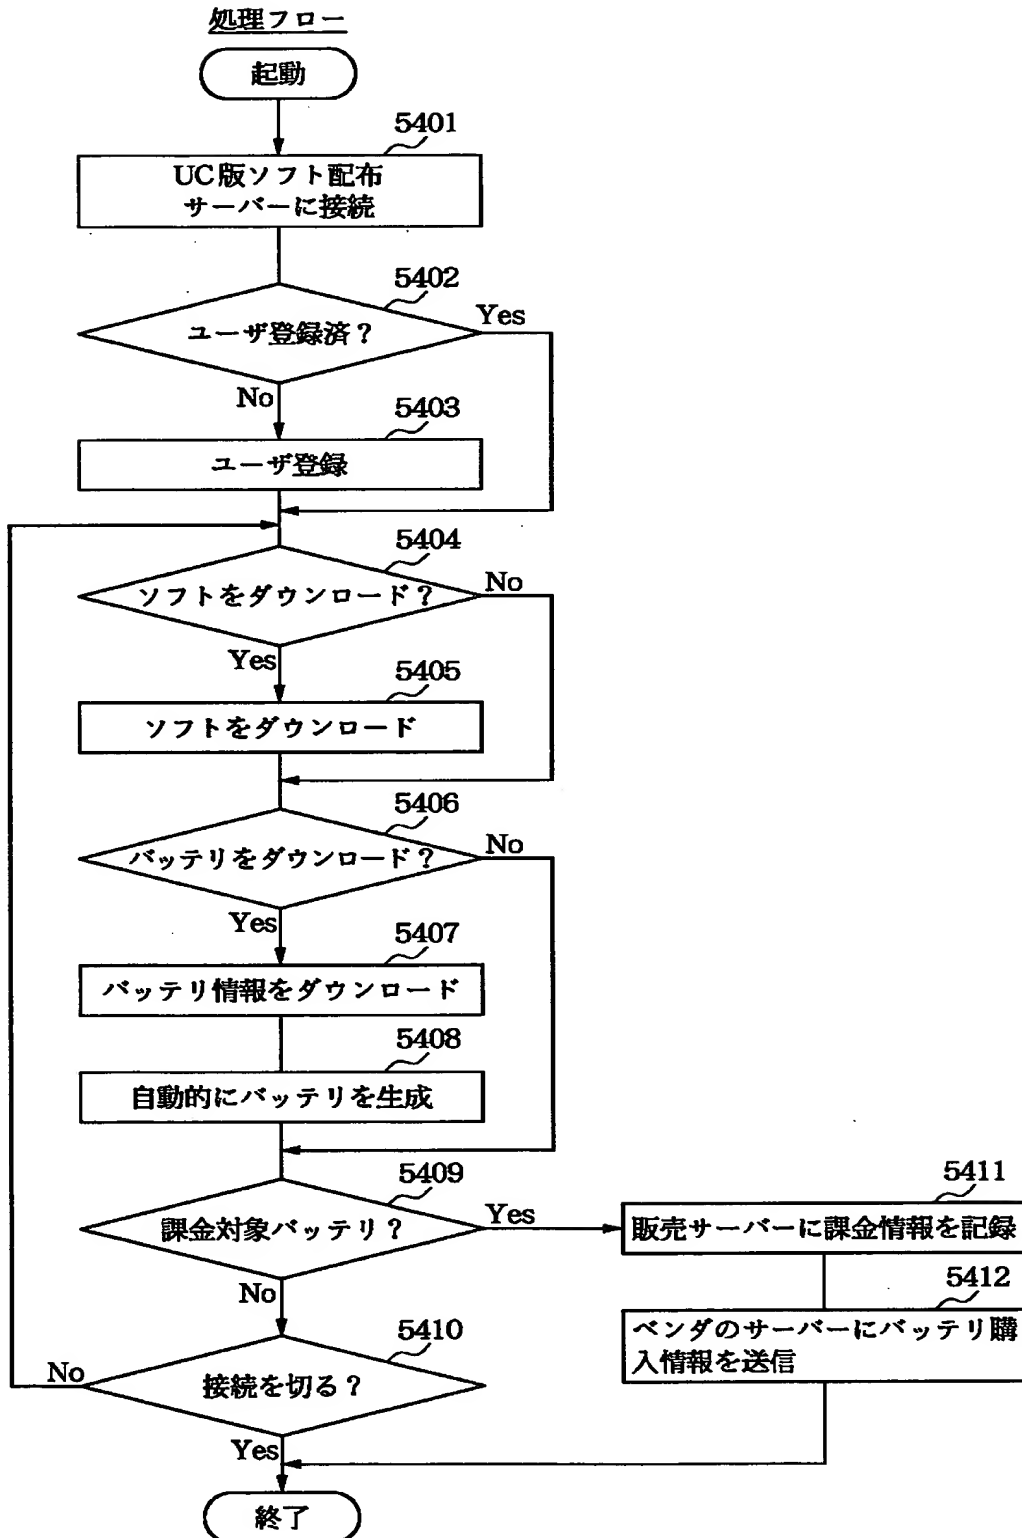 処理フロー
起動
5401
UC版ソフト配布
サーバーに接続
5402
ユーザ登録済？
Yes
No
5403
ユーザ登録
5404
ソフトをダウンロード？
No
Yes
5405
ソフトをダウンロード
5406
バッテリをダウンロード？
No
Yes
5407
バッテリ情報をダウンロード
5408
自動的にバッテリを生成
5409
課金対象バッテリ？
Yes
5411
販売サーバーに課金情報を記録
No
5412
ベンダのサーバーにバッテリ購
入情報を送信
5410
接続を切る？
No
Yes
終了